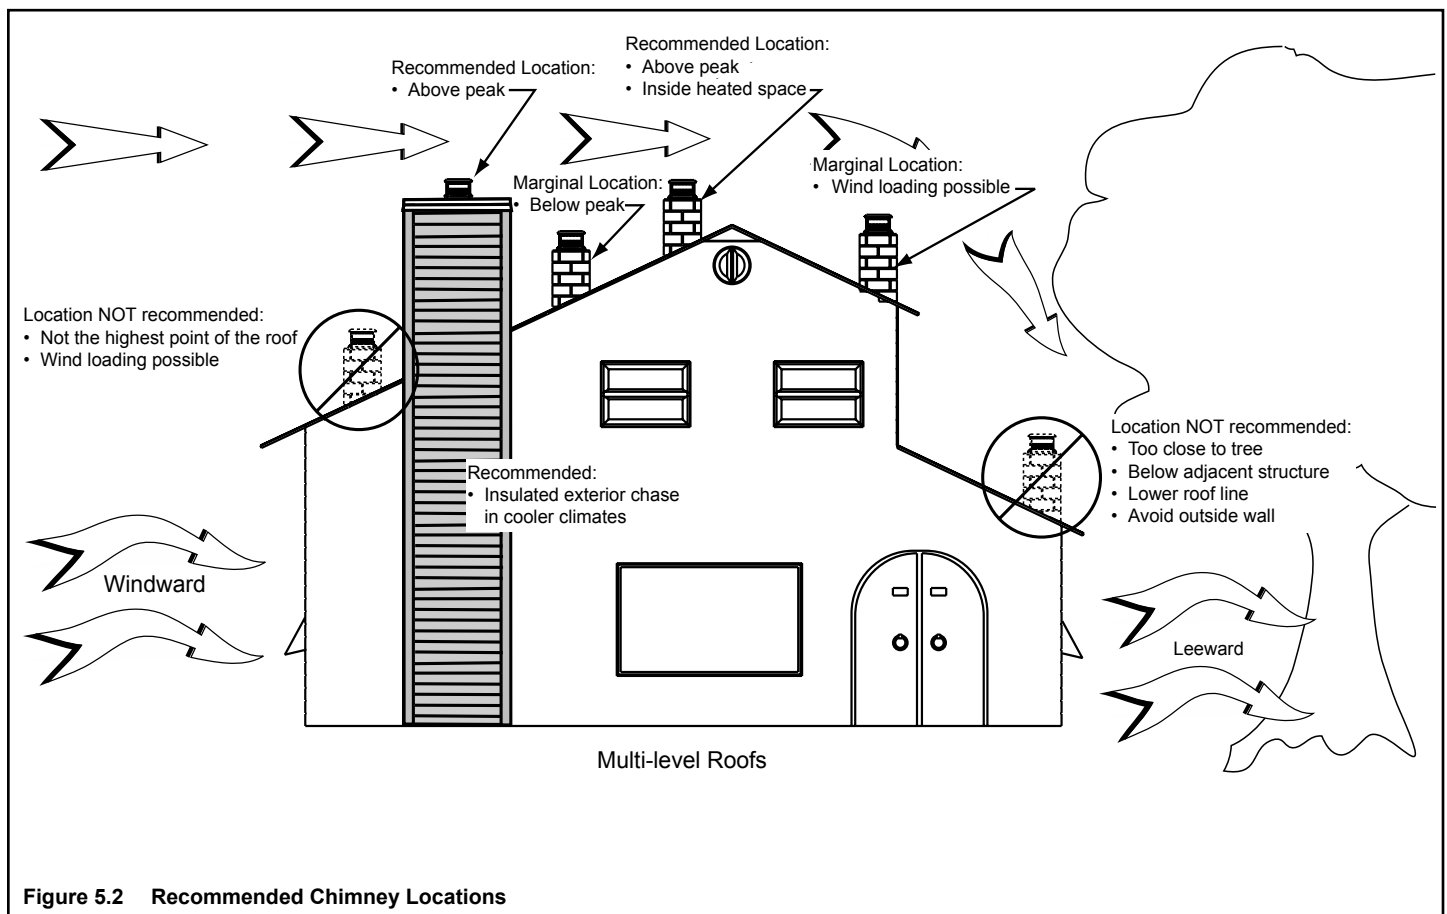 Recommended Location:
• Above peak
Recommended Location:
• Above peak
• Inside heated space
Marginal Location:
• Below peak
Marginal Location:
• Wind loading possible
Location NOT recommended:
• Not the highest point of the roof
• Wind loading possible
Recommended:
• Insulated exterior chase
in cooler climates
Location NOT recommended:
• Too close to tree
• Below adjacent structure
• Lower roof line
• Avoid outside wall
Windward
Leeward
Multi-level Roofs
Figure 5.2 Recommended Chimney Locations